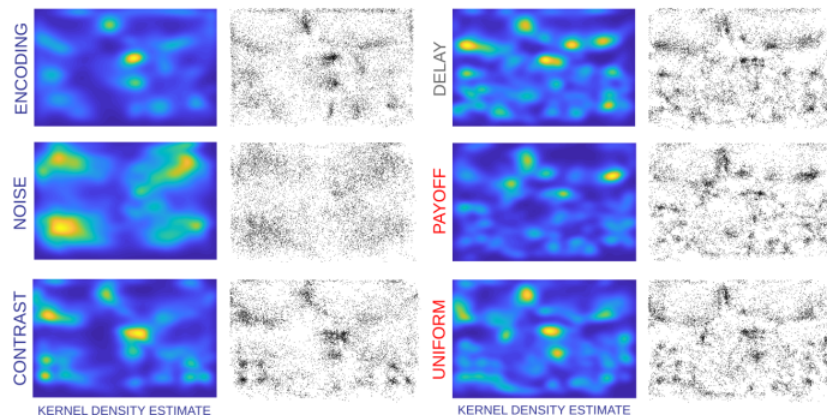 ENCODING
DELAY
NOISE
PAYOFF
CONTRAST
UNIFORM
KERNEL DENSITY ESTIMATE
KERNEL DENSITY ESTIMATE